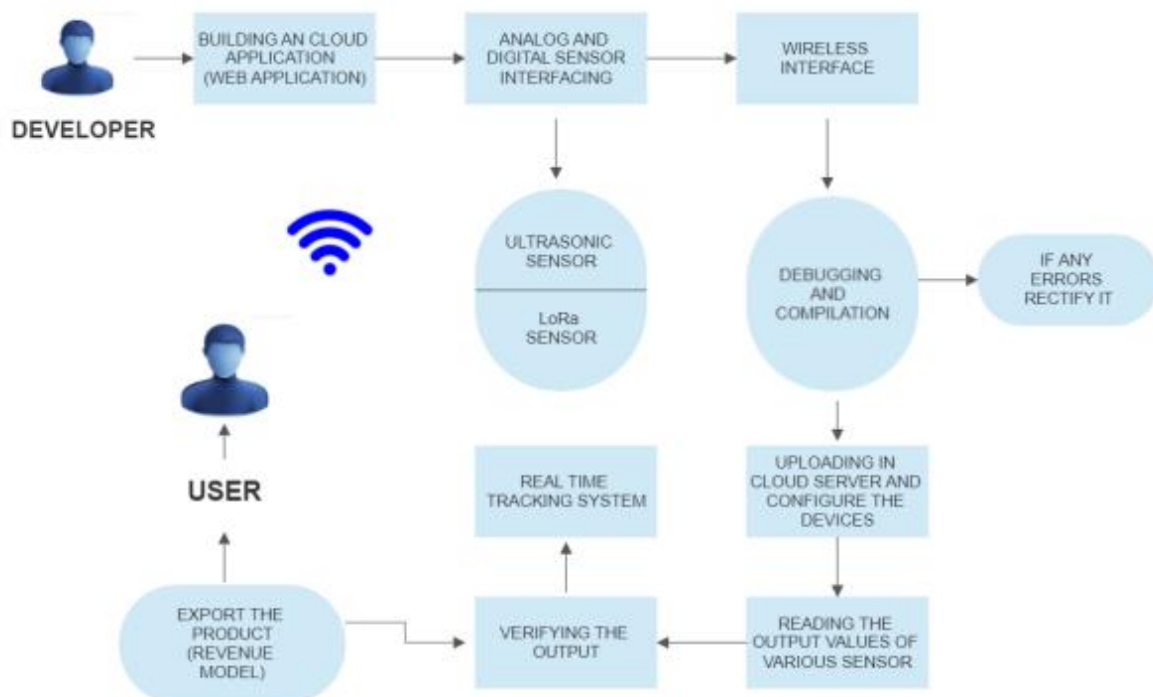 DEVELOPER
BUILDING AN CLOUD
APPLICATION
(WEB APPLICATION)
ANALOG AND
DIGITAL SENSOR
INTERFACING
WIRELESS
INTERFACE
ULTRASONIC
SENSOR
LoRa
SENSOR
DEBUGGING
AND
COMPILATION
IF ANY
ERRORS
RECTIFY IT
USER
REAL TIME
TRACKING SYSTEM
UPLOADING IN
CLOUD SERVER AND
CONFIGURE THE
DEVICES
EXPORT THE
PRODUCT
(REVENUE
MODEL)
VERIFYING THE
OUTPUT
READING THE
OUTPUT VALUES OF
VARIOUS SENSOR